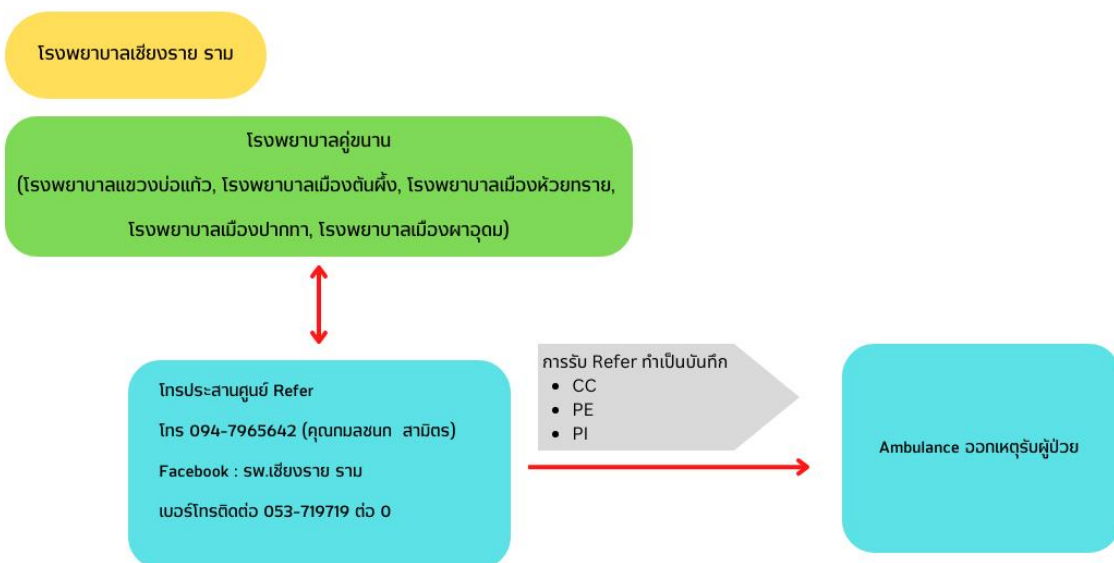 โรงพยาบาลเชียงราย ราม
โรงพยาบาลคู่ขนาน
(โรงพยาบาลแขวงบ่อแก้ว, โรงพยาบาลเมืองต้นผึ้ง, โรงพยาบาลเมืองห้วยทราย,
โรงพยาบาลเมืองปากทา, โรงพยาบาลเมืองผาอุดม)
โทรประสานศูนย์ Refer
โทร 094-7965642 (คุณกมลชนก สามิตร)
Facebook : รพ.เชียงราย ราม
เบอร์โทรติดต่อ 053-719719 ต่อ 0
การรับ Refer ทำเป็นบันทึก
• CC
• PE
• PI
Ambulance ออกเหตุรับผู้ป่วย